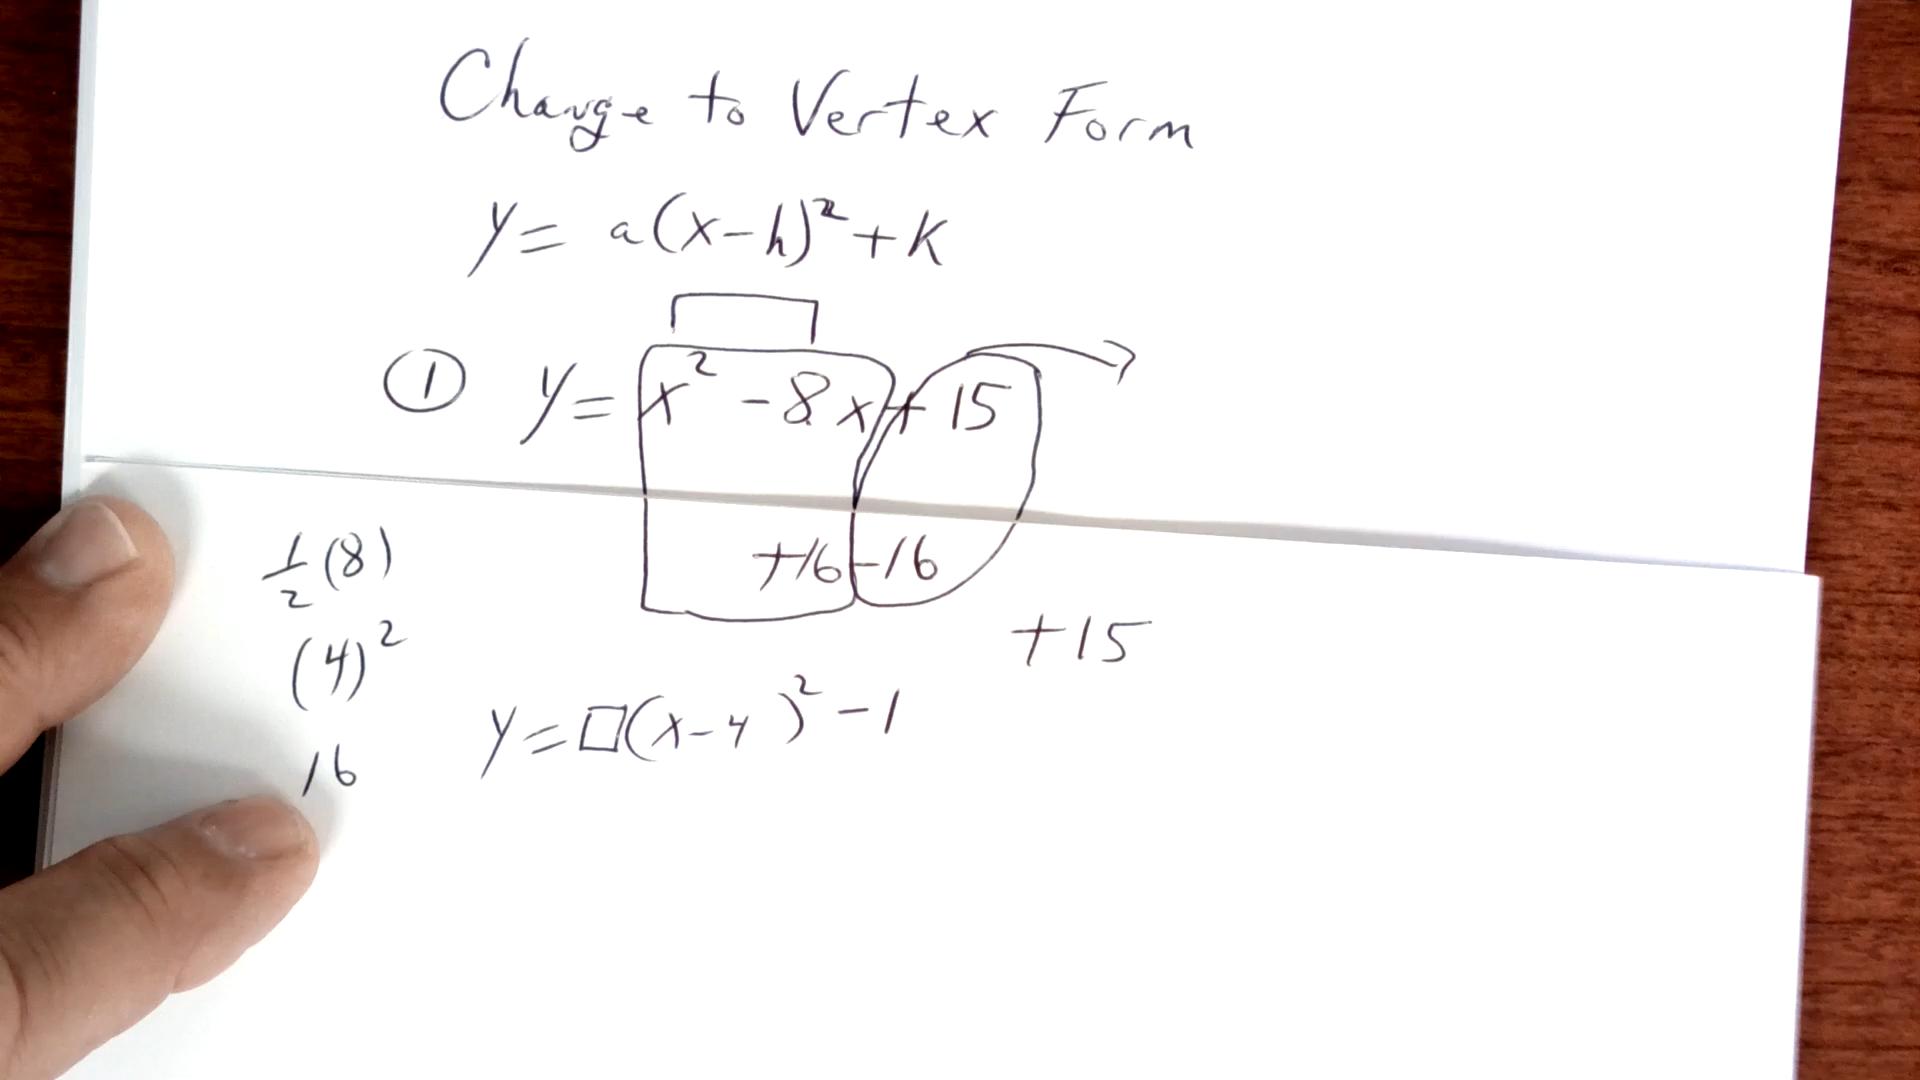 Change to Vertex Form
y = a(x-h)² + k
① y = x² - 8x + 15
+16 -16
+15
½(8)
(4)²
16
y = □(x-4)² - 1